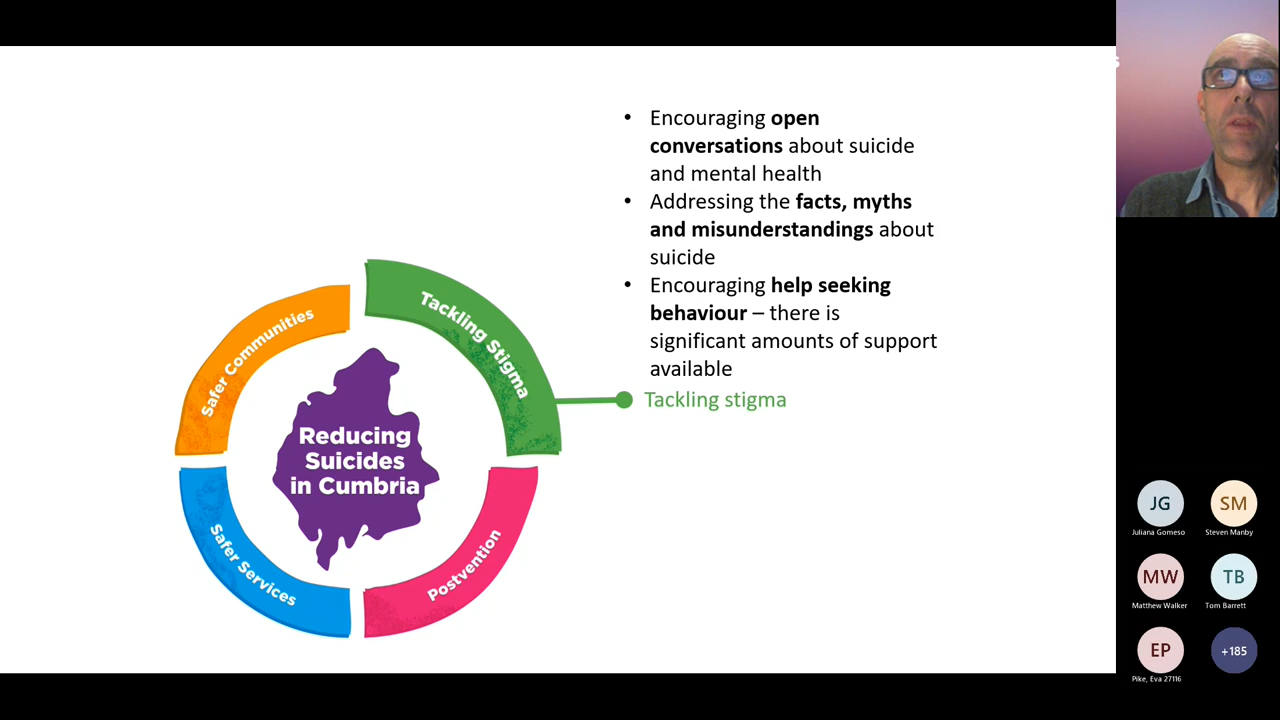 • Encouraging open
conversations about suicide
and mental health
• Addressing the facts, myths
and misunderstandings about
suicide
• Encouraging help seeking
behaviour – there is
significant amounts of support
available
Tackling stigma
Safer Communities
Tackling Stigma
Reducing
Suicides
in Cumbria
Safer Services
Postvention
JG
Juliana Gomeso
SM
Steven Manby
MW
Matthew Walker
TB
Tom Barrett
EP
Pike, Eva 27116
+185